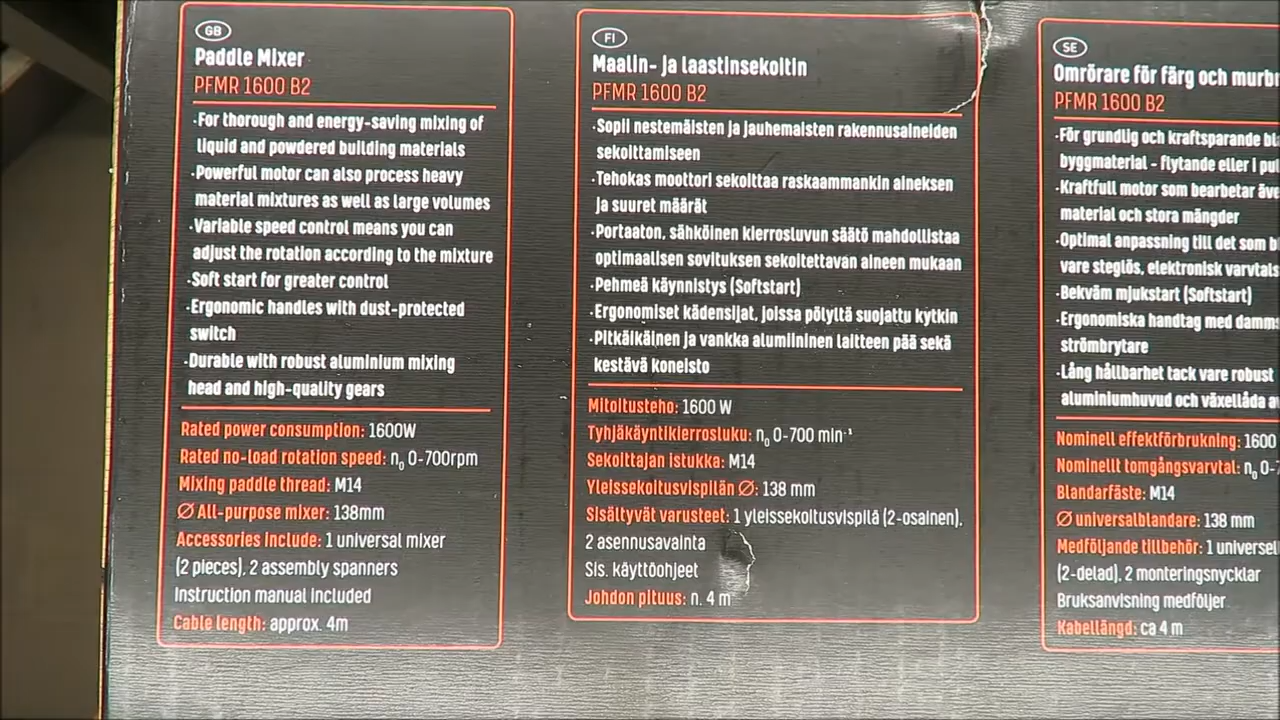 GB
Paddle Mixer
PFMR 1600 B2
·For thorough and energy-saving mixing of
liquid and powdered building materials
·Powerful motor can also process heavy
material mixtures as well as large volumes
·Variable speed control means you can
adjust the rotation according to the mixture
·Soft start for greater control
·Ergonomic handles with dust-protected
switch
·Durable with robust aluminium mixing
head and high-quality gears
Rated power consumption: 1600W
Rated no-load rotation speed: n₀ 0-700rpm
Mixing paddle thread: M14
Ø All-purpose mixer: 138mm
Accessories include: 1 universal mixer
(2 pieces), 2 assembly spanners
Instruction manual included
Cable length: approx. 4m
FI
Maalin- ja laastinsekoitin
PFMR 1600 B2
·Sopii nestemäisten ja jauhemaisten rakennusaineiden
sekoittamiseen
·Tehokas moottori sekoittaa raskaammankin aineksen
ja suuret määrät
·Portaaton, sähköinen kierrosluvun säätö mahdollistaa
optimaalisen sovituksen sekoitettavan aineen mukaan
·Pehmeä käynnistys (Softstart)
·Ergonomiset kädensijat, joissa pölyltä suojattu kytkin
·Pitkäikäinen ja vankka alumiininen laitteen pää sekä
kestävä koneisto
Mitoitusteho: 1600 W
Tyhjäkäyntikierrosluku: n₀ 0-700 min⁻¹
Sekoittajan istukka: M14
Yleissekoitusvispilän Ø: 138 mm
Sisältyvät varusteet: 1 yleissekoitusvispilä (2-osainen),
2 asennusavainta
Sis. käyttöohjeet
Johdon pituus: n. 4 m
SE
Omrörare för färg och
PFMR 1600 B2
·För grundlig och kraftsparande
byggmaterial - flytande eller i
·Kraftfull motor som bearbetar
material och stora mängder
·Optimal anpassning till det som
vare steglös, elektronisk
·Bekväm mjukstart (Softstart)
·Ergonomiska handtag med
strömbrytare
·Lång hållbarhet tack vare robust
aluminiumhuvud och växellåda
Nominell effektförbrukning: 1600
Nominellt tomgångsvarvtal: n₀ 0-
Blandarfäste: M14
Ø universalblandare: 138 mm
Medföljande tillbehör: 1
(2-delad), 2 monteringsnycklar
Bruksanvisning medföljer
Kabellängd: ca 4 m